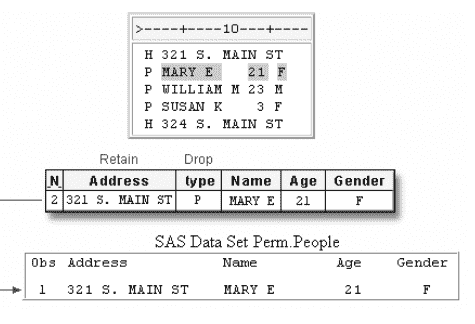 >----+----10---+----
H 321 S. MAIN ST
P MARY E 21 F
P WILLIAM M 23 M
P SUSAN K 3 F
H 324 S. MAIN ST
Retain Drop
_N_ Address type Name Age Gender
2 321 S. MAIN ST P MARY E 21 F
SAS Data Set Perm.People
Obs Address Name Age Gender
1 321 S. MAIN ST MARY E 21 F